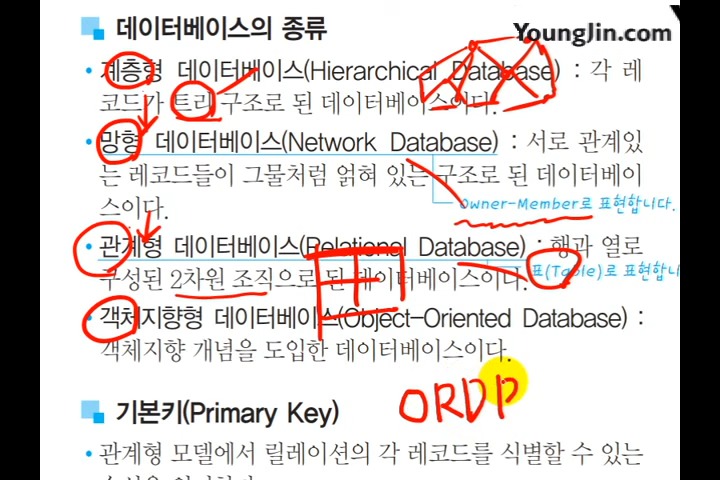 YoungJin.com
데이터베이스의 종류
• 계층형 데이터베이스(Hierarchical Database) : 각 레
코드가 트리 구조로 된 데이터베이스이다.
• 망형 데이터베이스(Network Database) : 서로 관계있
는 레코드들이 그물처럼 얽혀 있는 구조로 된 데이터베이
스이다.
Owner-Member로 표현합니다.
• 관계형 데이터베이스(Relational Database) : 행과 열로
구성된 2차원 조직으로 된 데이터베이스이다.
표(Table)로 표현합니
• 객체지향형 데이터베이스(Object-Oriented Database) :
객체지향 개념을 도입한 데이터베이스이다.
ORDP
기본키(Primary Key)
• 관계형 모델에서 릴레이션의 각 레코드를 식별할 수 있는